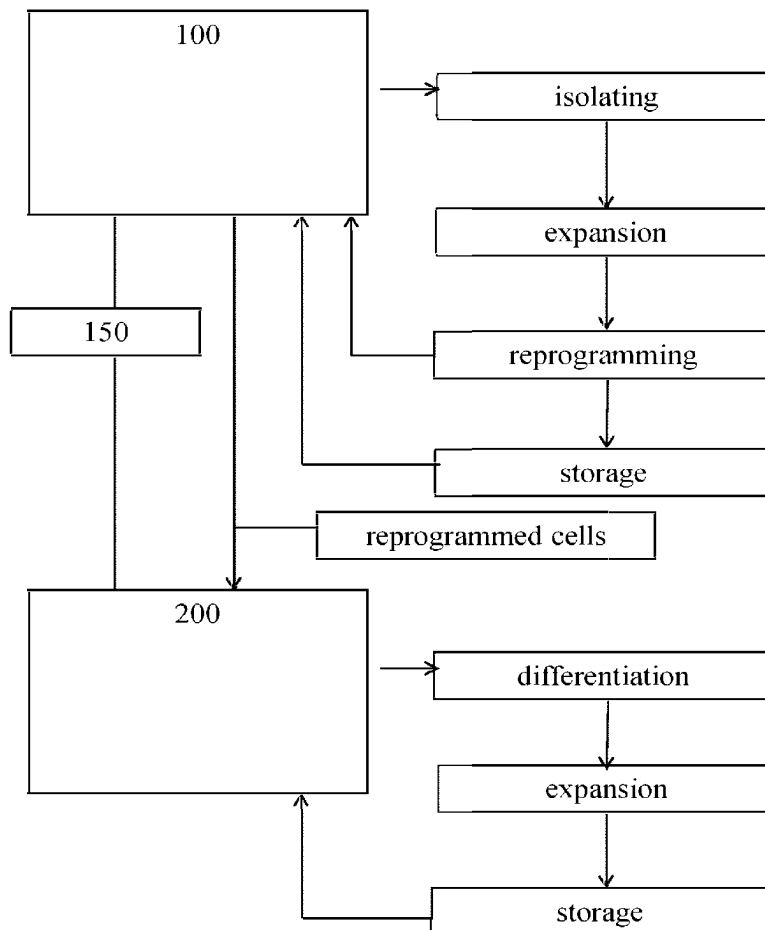 100
isolating
expansion
150
reprogramming
storage
reprogrammed cells
200
differentiation
expansion
storage